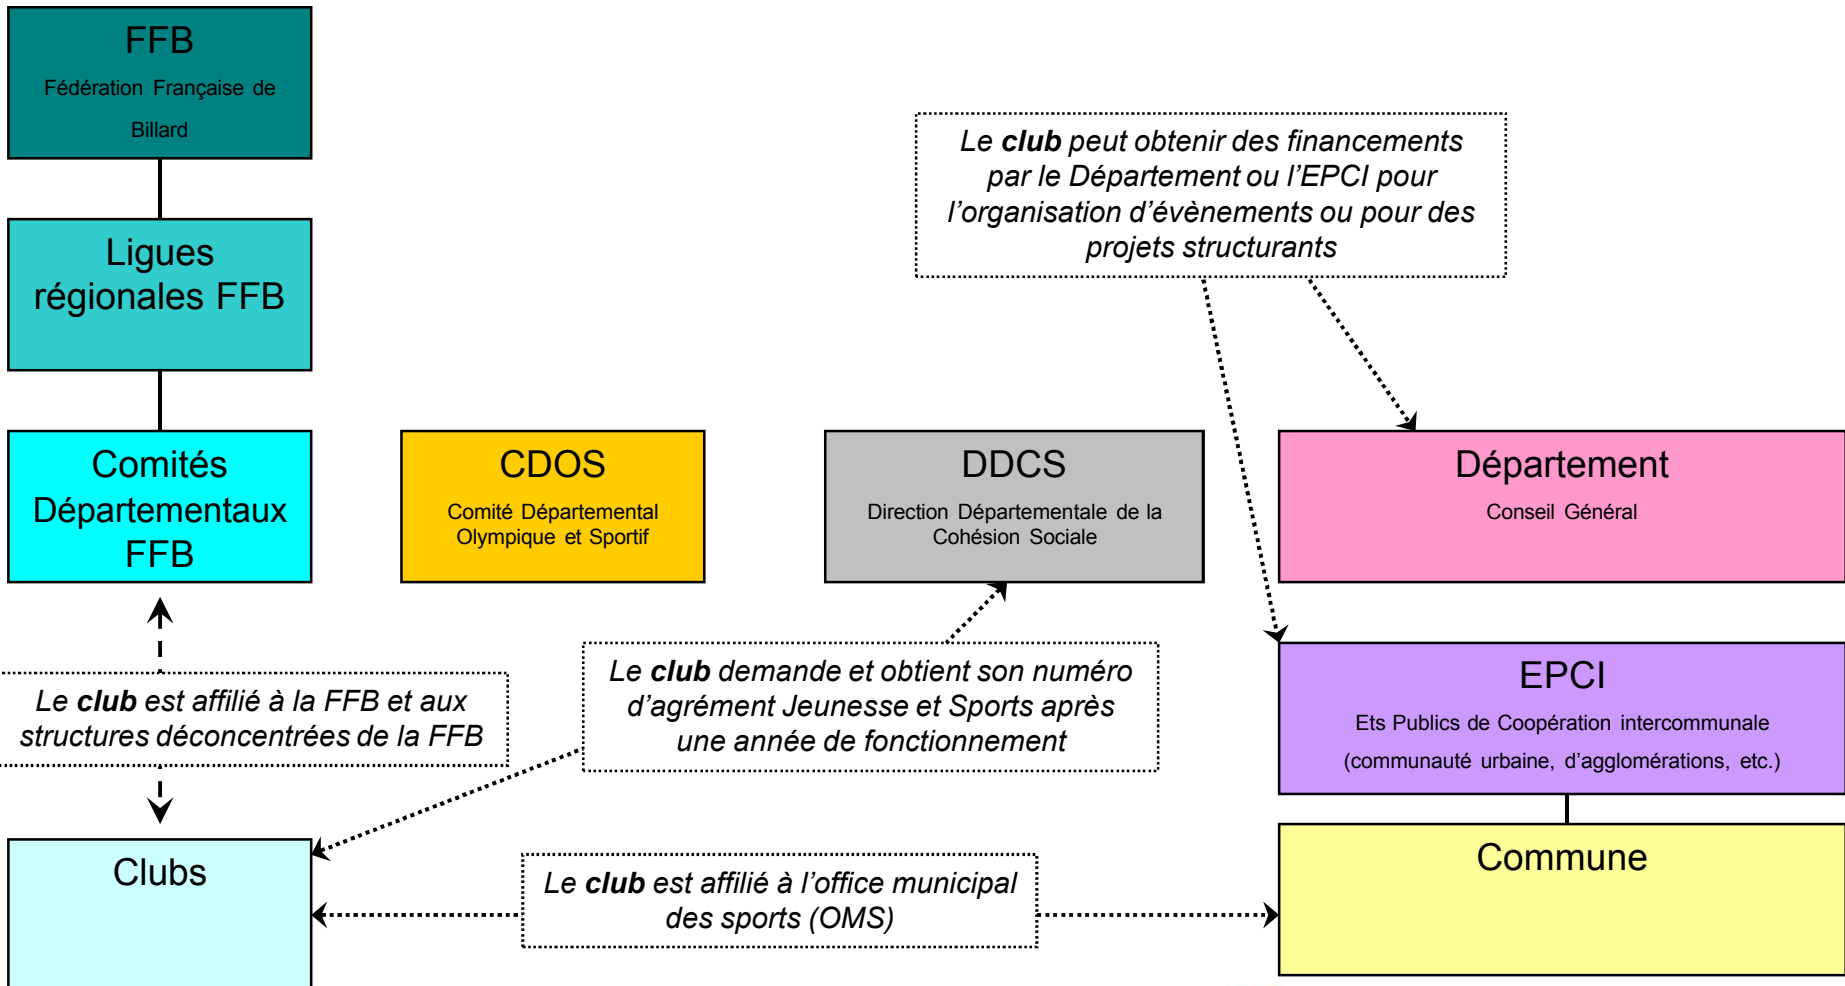 FFB
Fédération Française de
Billard
Le club peut obtenir des financements
par le Département ou l'EPCI pour
l'organisation d'évènements ou pour des
projets structurants
Ligues
régionales FFB
Comités
Départementaux
FFB
CDOS
Comité Départemental
Olympique et Sportif
DDCS
Direction Départementale de la
Cohésion Sociale
Département
Conseil Général
Le club est affilié à la FFB et aux
structures déconcentrées de la FFB
Le club demande et obtient son numéro
d'agrément Jeunesse et Sports après
une année de fonctionnement
EPCI
Ets Publics de Coopération intercommunale
(communauté urbaine, d'agglomérations, etc.)
Clubs
Le club est affilié à l'office municipal
des sports (OMS)
Commune